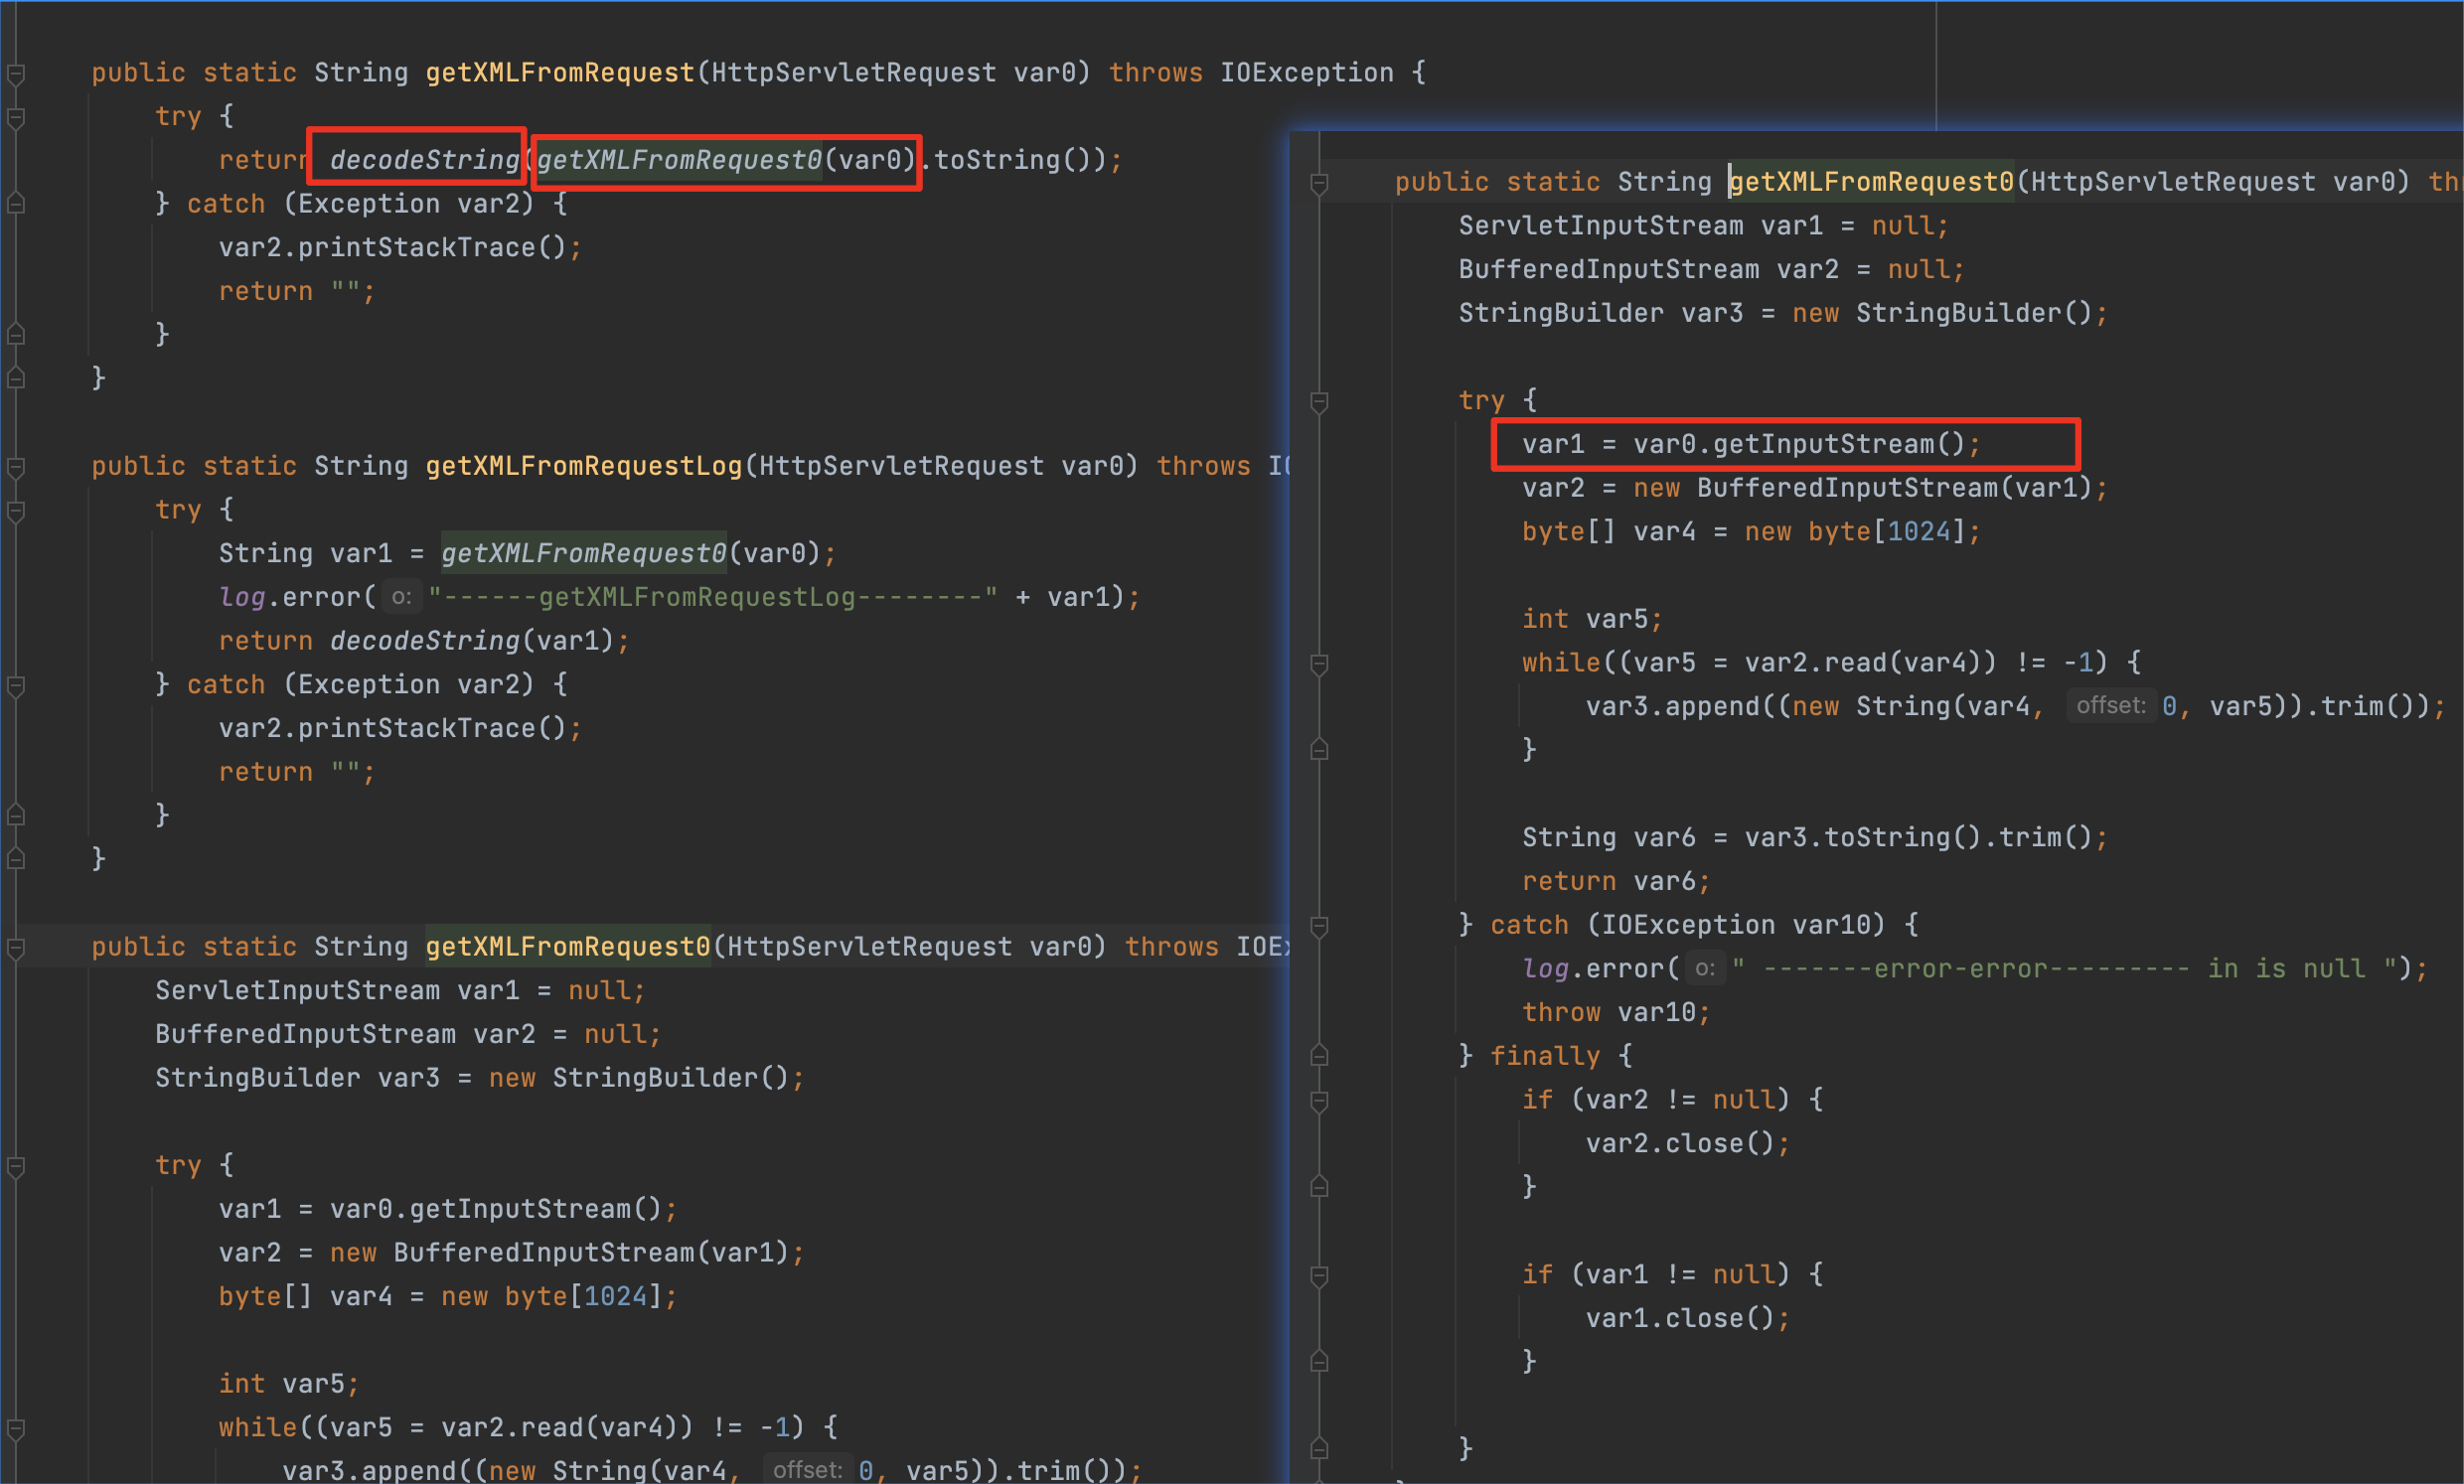 public static String getXMLFromRequest(HttpServletRequest var0) throws IOException {
try {
return decodeString(getXMLFromRequest0(var0).toString());
} catch (Exception var2) {
var2.printStackTrace();
return "";
}
}
public static String getXMLFromRequestLog(HttpServletRequest var0) throws IO
try {
String var1 = getXMLFromRequest0(var0);
log.error( o: "------getXMLFromRequestLog--------" + var1);
return decodeString(var1);
} catch (Exception var2) {
var2.printStackTrace();
return "";
}
}
public static String getXMLFromRequest0(HttpServletRequest var0) throws IOEx
ServletInputStream var1 = null;
BufferedInputStream var2 = null;
StringBuilder var3 = new StringBuilder();
try {
var1 = var0.getInputStream();
var2 = new BufferedInputStream(var1);
byte[] var4 = new byte[1024];
int var5;
while((var5 = var2.read(var4)) != -1) {
var3.append((new String(var4, offset: 0, var5)).trim());
public static String getXMLFromRequest0(HttpServletRequest var0) th
ServletInputStream var1 = null;
BufferedInputStream var2 = null;
StringBuilder var3 = new StringBuilder();
try {
var1 = var0.getInputStream();
var2 = new BufferedInputStream(var1);
byte[] var4 = new byte[1024];
int var5;
while((var5 = var2.read(var4)) != -1) {
var3.append((new String(var4, offset: 0, var5)).trim());
}
String var6 = var3.toString().trim();
return var6;
} catch (IOException var10) {
log.error( o: " -------error-error--------- in is null ");
throw var10;
} finally {
if (var2 != null) {
var2.close();
}
if (var1 != null) {
var1.close();
}
}